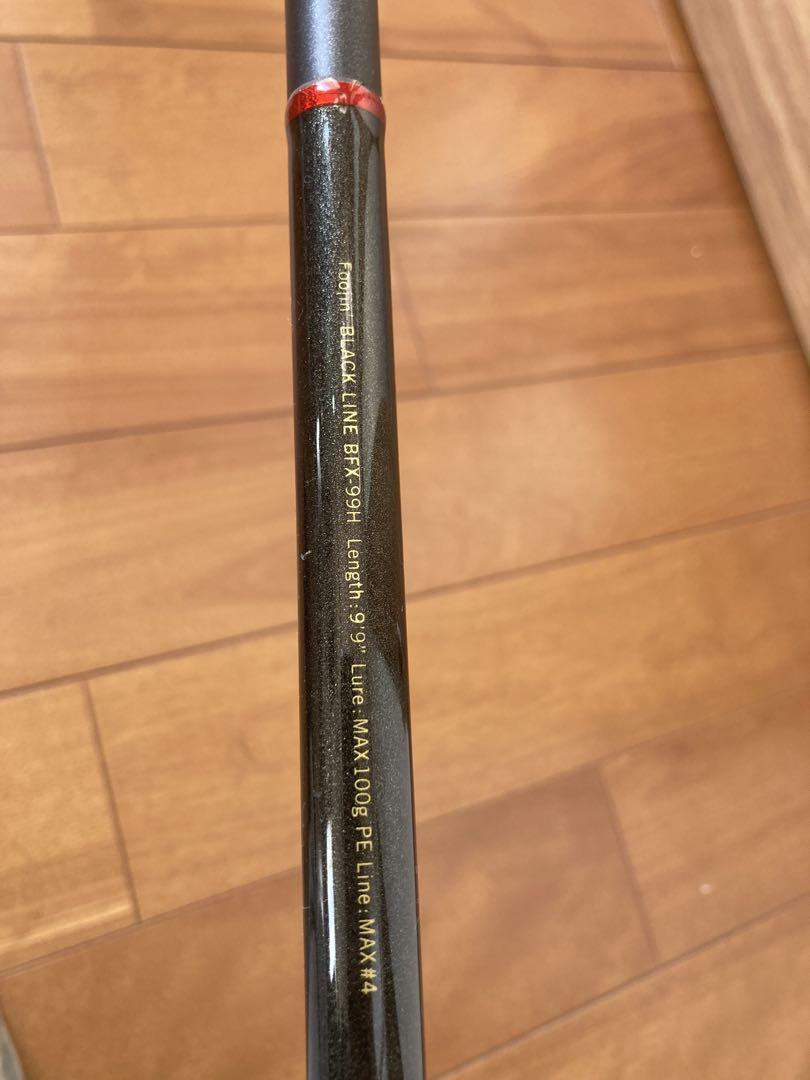 Foojin' BLACK LINE BFX-99H Length:9'9" Lure:MAX100g PE Line:MAX#4